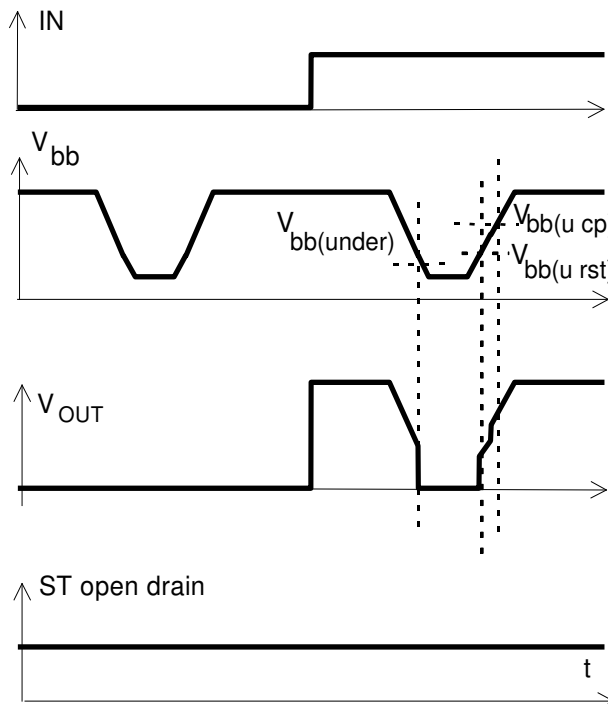 IN
V bb
V bb(under)
V bb(u cp
V bb(u rst)
V OUT
ST open drain
t